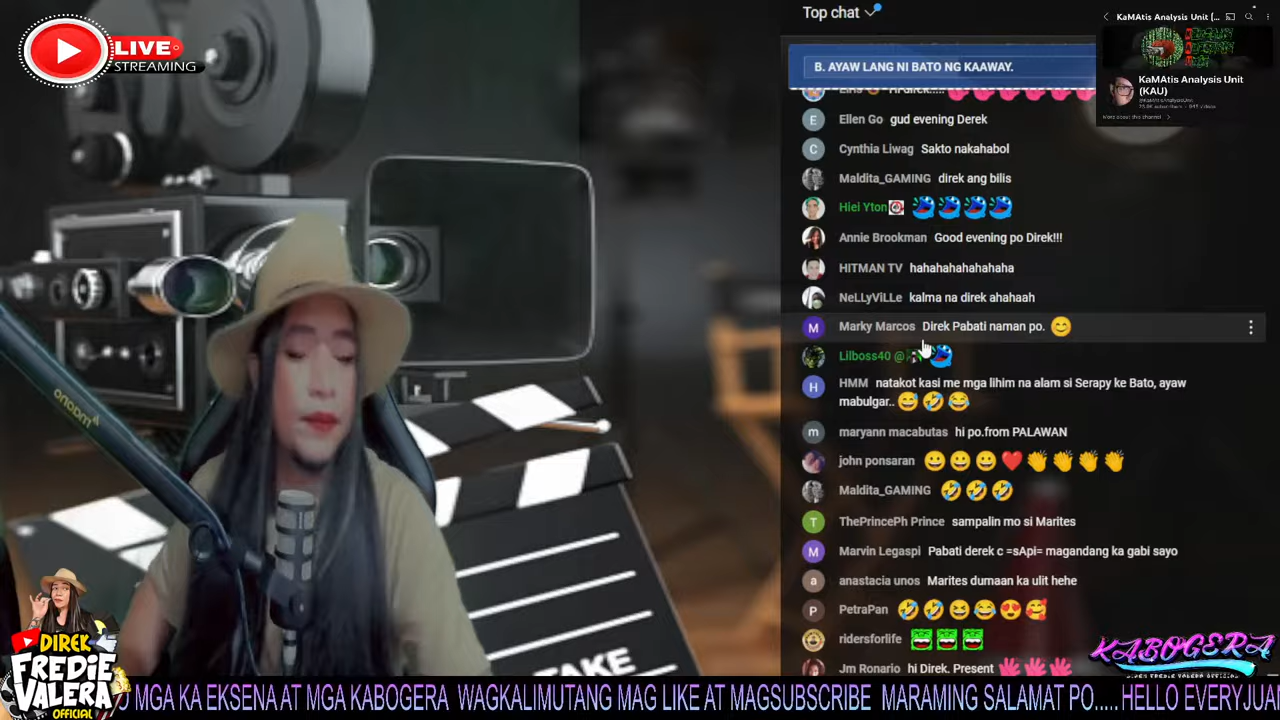 LIVE
STREAMING
Top chat
B. AYAW LANG NI BATO NG KAAWAY.
KaMAtis Analysis Unit (...
KaMAtis Analysis Unit
(KAU)
More about this channel
Ellen Go gud evening Derek
Cynthia Liwag Sakto nakahabol
Maldita_GAMING direk ang bilis
Hiei Yton
Annie Brookman Good evening po Direk!!!
HiTMAN TV hahahahahahahaha
NeLLyViLLe kalma na direk ahahaah
M Marky Marcos Direk Pabati naman po. 😊
Lilboss40 @
H HMM natakot kasi me mga lihim na alam si Serapy ke Bato, ayaw
mabulgar.. 😅🤣😂
m maryann macabutas hi po.from PALAWAN
john ponsaran 😀😀😀❤️👏👏👏👏
Maldita_GAMING 🤣🤣🤣
T ThePrincePh Prince sampalin mo si Marites
M Marvin Legaspi Pabati derek c =sApi= magandang ka gabi sayo
a anastacia unos Marites dumaan ka ulit hehe
P PetraPan 🤣🤣😆😂😍🥰
ridersforlife
Jm Ronario hi Direk. Present
maono
TAKE
DIREK
FREDIE
VALERA
OFFICIAL
KABOGERA
MGA KA EKSENA AT MGA KABOGERA WAGKALIMUTANG MAG LIKE AT MAGSUBSCRIBE MARAMING SALAMAT PO..... HELLO EVERYJUA